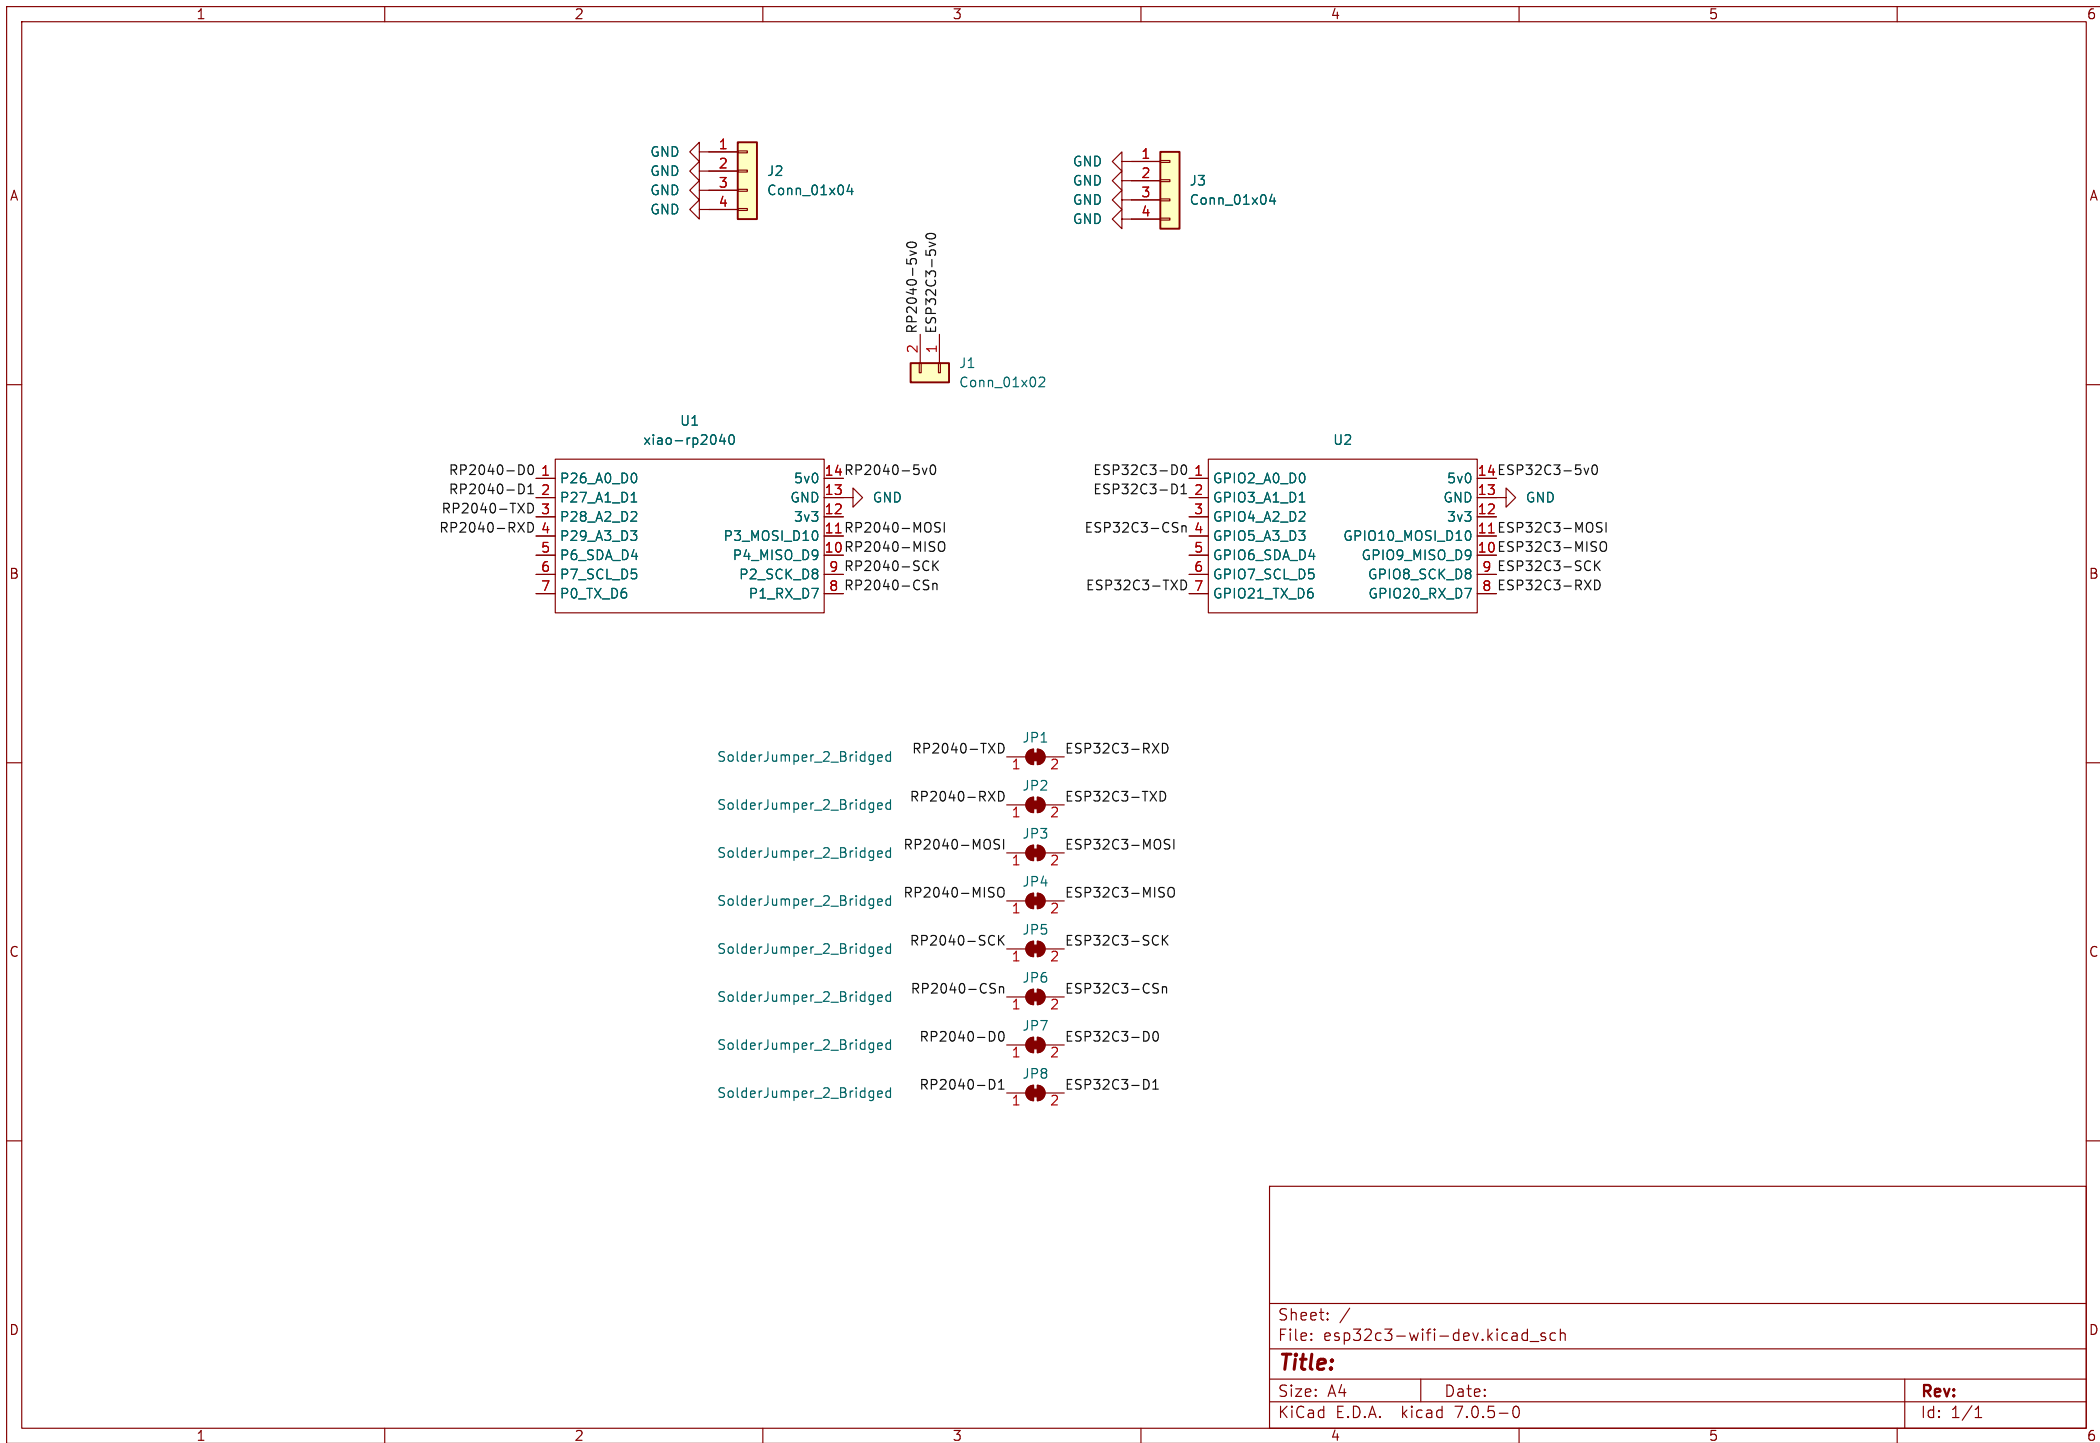 1 2 3 4 5 6
A A
GND 1
GND 2 J2
GND 3 Conn_01x04
GND 4
GND 1
GND 2 J3
GND 3 Conn_01x04
GND 4
RP2040-5v0
ESP32C3-5v0
2 1 J1
Conn_01x02
U1
xiao-rp2040
RP2040-D0 1 P26_A0_D0 5v0 14 RP2040-5v0
RP2040-D1 2 P27_A1_D1 GND 13 GND
RP2040-TXD 3 P28_A2_D2 3v3 12
RP2040-RXD 4 P29_A3_D3 P3_MOSI_D10 11 RP2040-MOSI
5 P6_SDA_D4 P4_MISO_D9 10 RP2040-MISO
6 P7_SCL_D5 P2_SCK_D8 9 RP2040-SCK
7 P0_TX_D6 P1_RX_D7 8 RP2040-CSn
U2
ESP32C3-D0 1 GPIO2_A0_D0 5v0 14 ESP32C3-5v0
ESP32C3-D1 2 GPIO3_A1_D1 GND 13 GND
3 GPIO4_A2_D2 3v3 12
ESP32C3-CSn 4 GPIO5_A3_D3 GPIO10_MOSI_D10 11 ESP32C3-MOSI
5 GPIO6_SDA_D4 GPIO9_MISO_D9 10 ESP32C3-MISO
6 GPIO7_SCL_D5 GPIO8_SCK_D8 9 ESP32C3-SCK
ESP32C3-TXD 7 GPIO21_TX_D6 GPIO20_RX_D7 8 ESP32C3-RXD
B B
JP1
SolderJumper_2_Bridged RP2040-TXD 1 2 ESP32C3-RXD
JP2
SolderJumper_2_Bridged RP2040-RXD 1 2 ESP32C3-TXD
JP3
SolderJumper_2_Bridged RP2040-MOSI 1 2 ESP32C3-MOSI
JP4
SolderJumper_2_Bridged RP2040-MISO 1 2 ESP32C3-MISO
JP5
SolderJumper_2_Bridged RP2040-SCK 1 2 ESP32C3-SCK
C C
JP6
SolderJumper_2_Bridged RP2040-CSn 1 2 ESP32C3-CSn
JP7
SolderJumper_2_Bridged RP2040-D0 1 2 ESP32C3-D0
JP8
SolderJumper_2_Bridged RP2040-D1 1 2 ESP32C3-D1
D D
Sheet: /
File: esp32c3-wifi-dev.kicad_sch
Title:
Size: A4 Date: Rev:
KiCad E.D.A. kicad 7.0.5-0 Id: 1/1
1 2 3 4 5 6